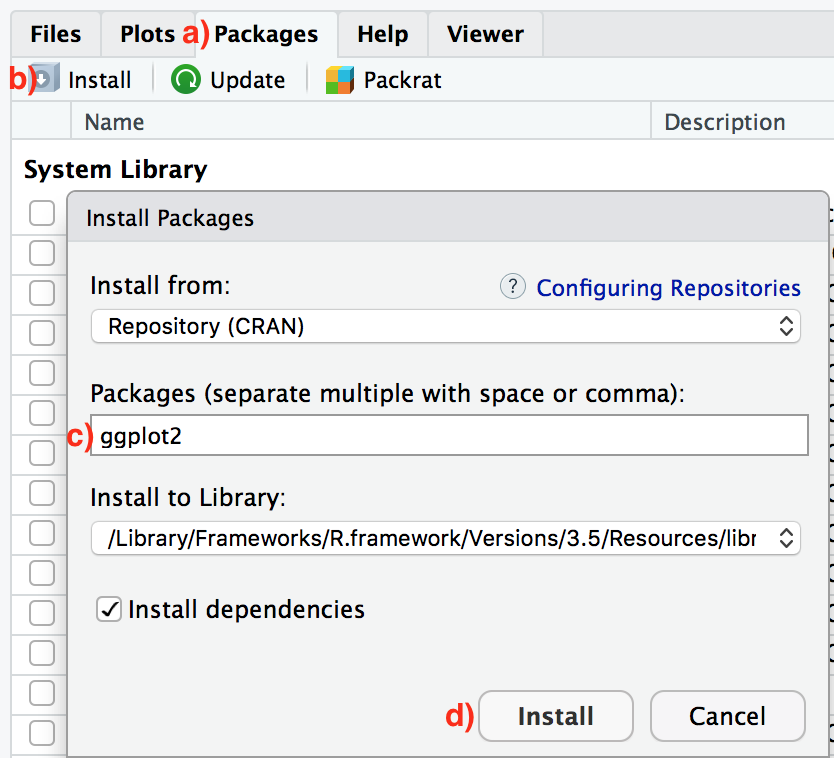 Files Plots a) Packages Help Viewer
b) Install Update Packrat
Name Description
System Library
Install Packages
Install from: ? Configuring Repositories
Repository (CRAN)
Packages (separate multiple with space or comma):
c) ggplot2
Install to Library:
/Library/Frameworks/R.framework/Versions/3.5/Resources/libr
Install dependencies
d) Install Cancel